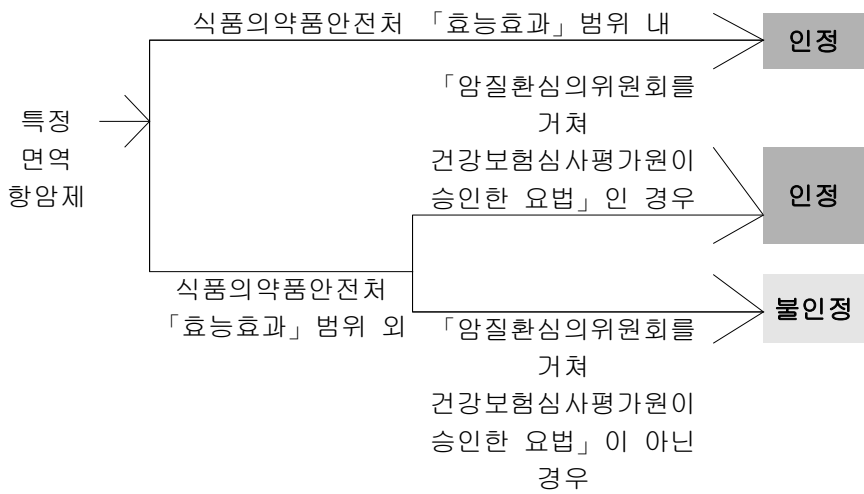 식품의약품안전처 「효능효과」범위 내
인정
특정
면역
항암제
「암질환심의위원회를
거쳐
건강보험심사평가원이
승인한 요법」인 경우
인정
식품의약품안전처
「효능효과」범위 외
불인정
「암질환심의위원회를
거쳐
건강보험심사평가원이
승인한 요법」이 아닌
경우